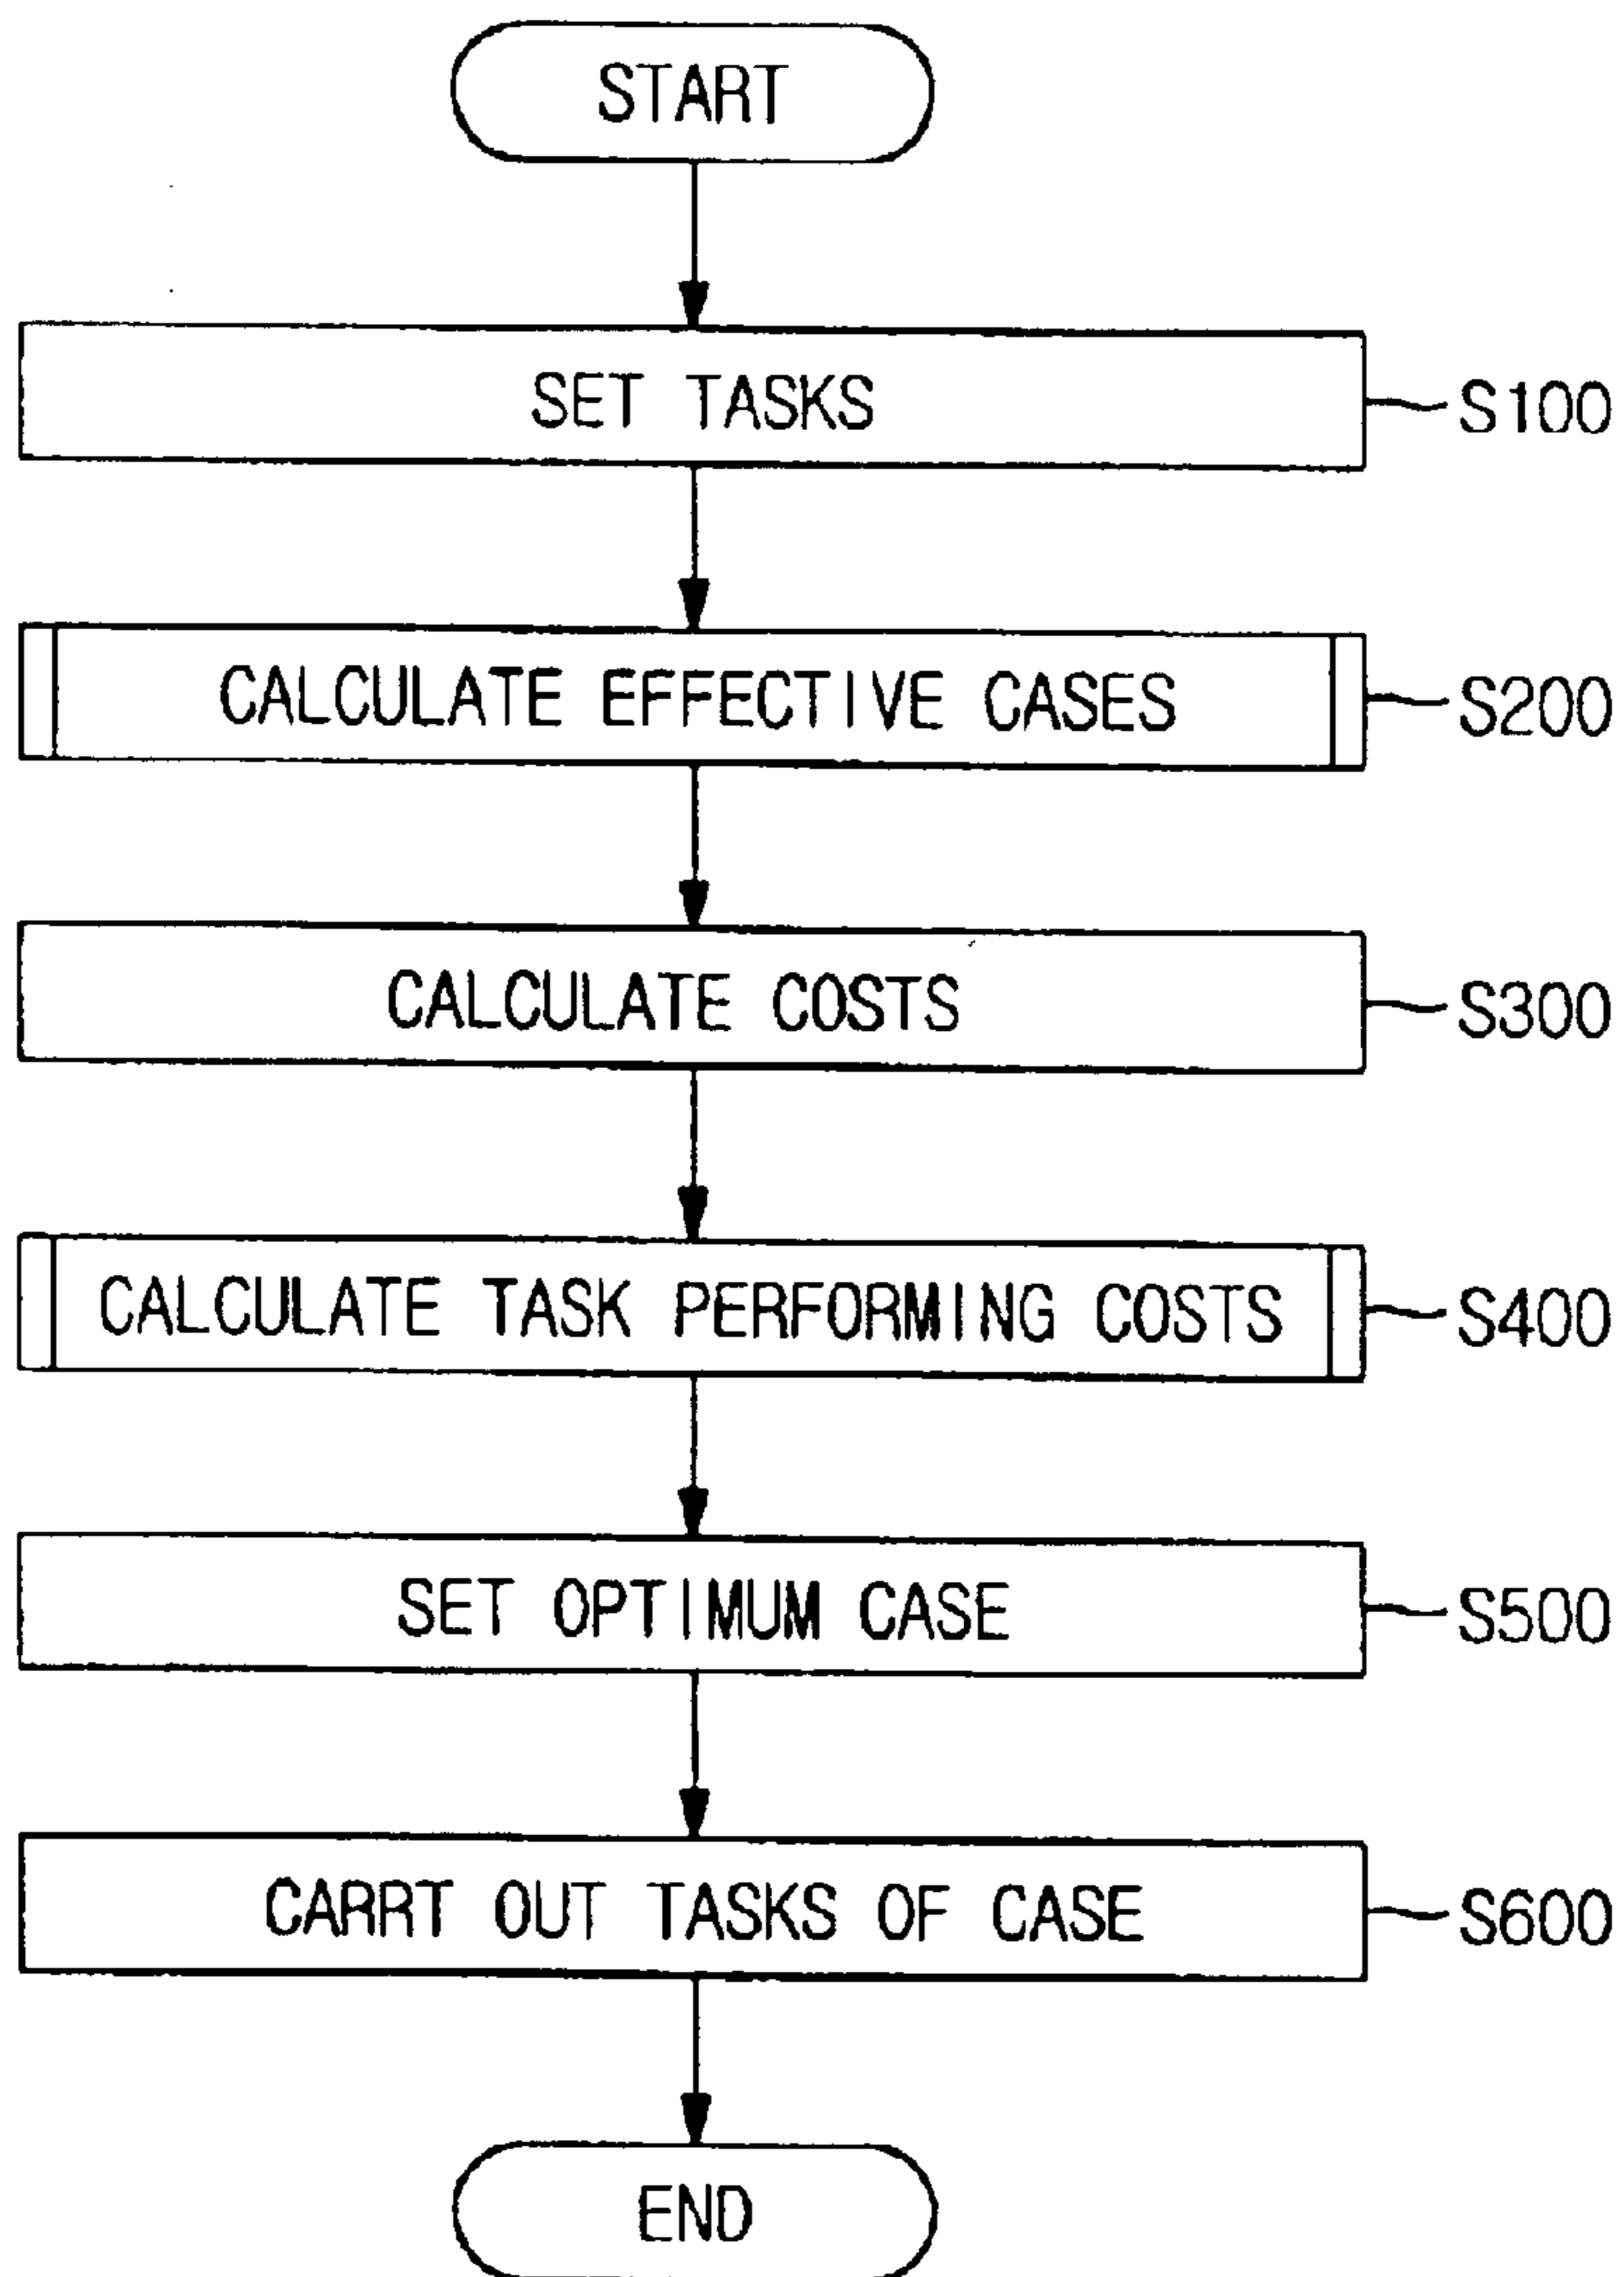 START
SET TASKS
S100
CALCULATE EFFECTIVE CASES
S200
CALCULATE COSTS
S300
CALCULATE TASK PERFORMING COSTS
S400
SET OPTIMUM CASE
S500
CARRT OUT TASKS OF CASE
S600
END